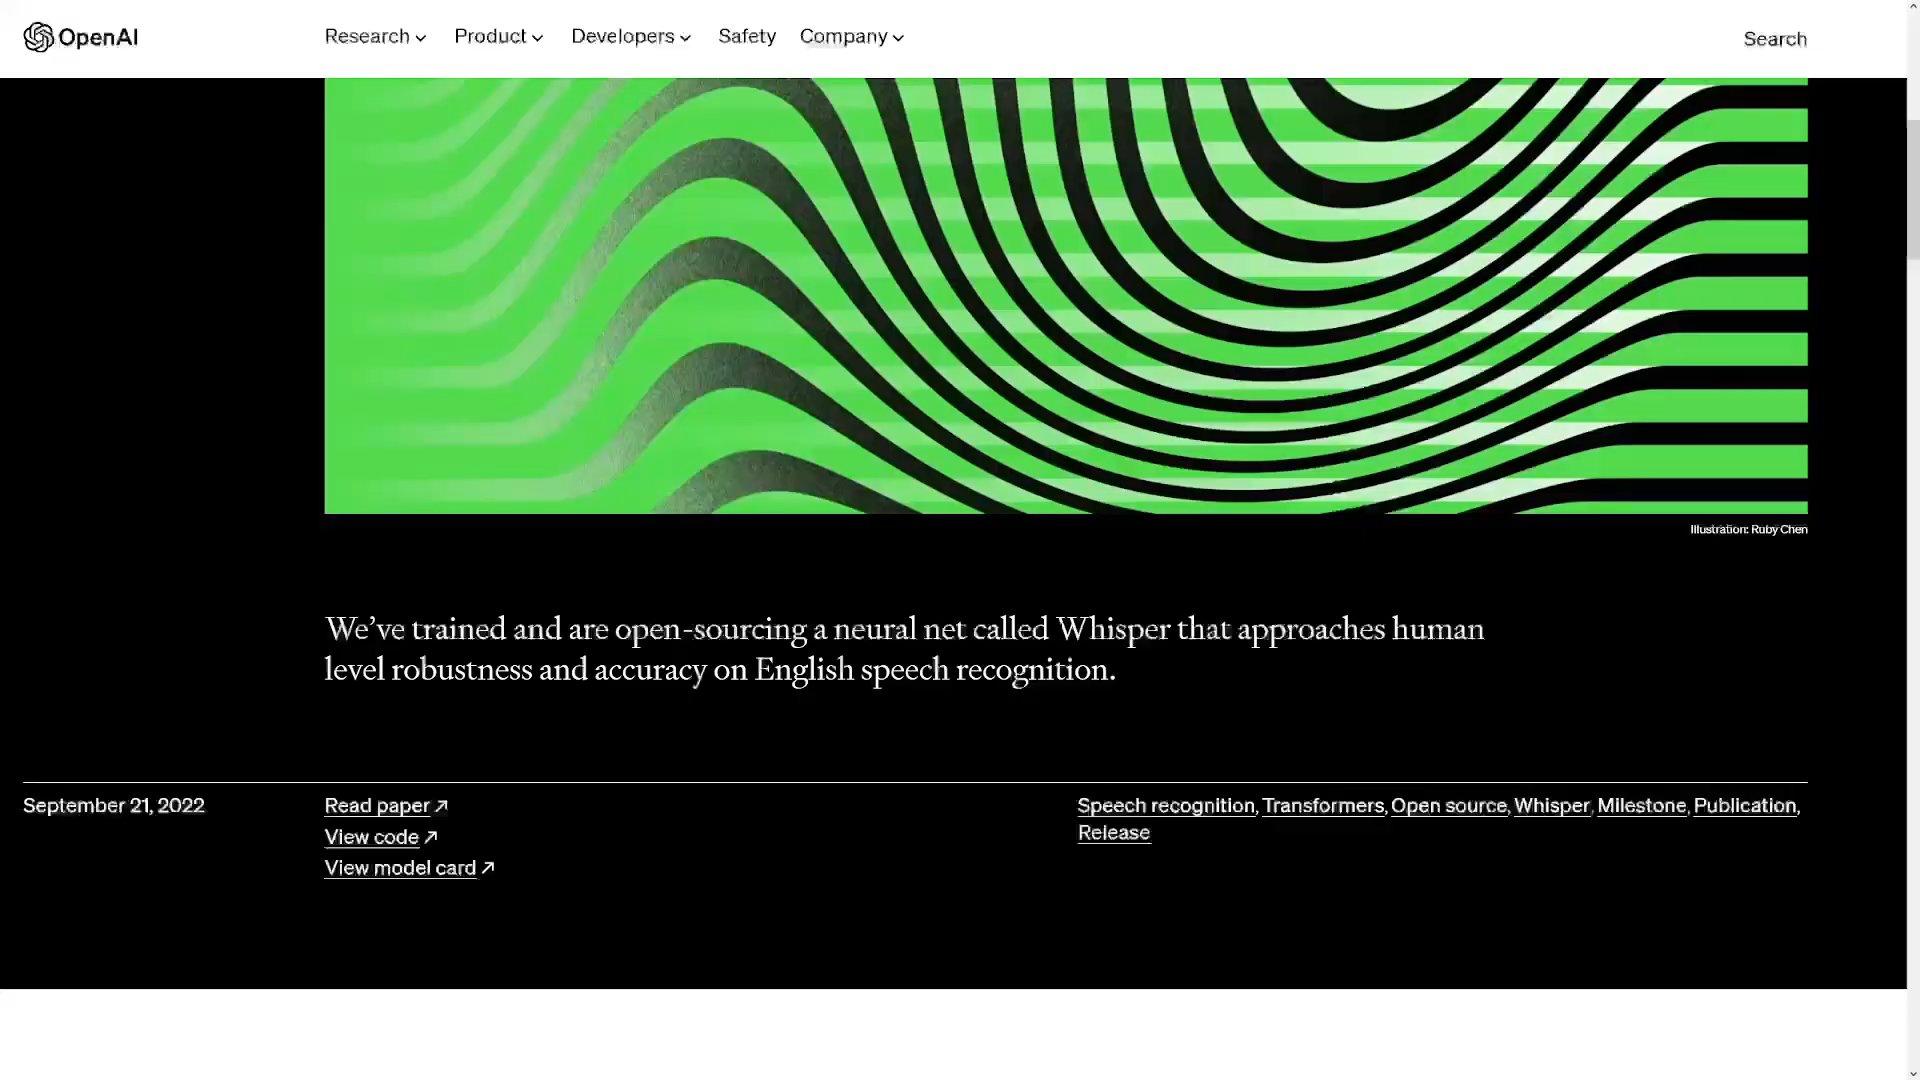 OpenAI
Research
Product
Developers
Safety
Company
Search
Illustration: Ruby Chen
We’ve trained and are open-sourcing a neural net called Whisper that approaches human
level robustness and accuracy on English speech recognition.
September 21, 2022
Read paper ↗
View code ↗
View model card ↗
Speech recognition, Transformers, Open source, Whisper, Milestone, Publication,
Release